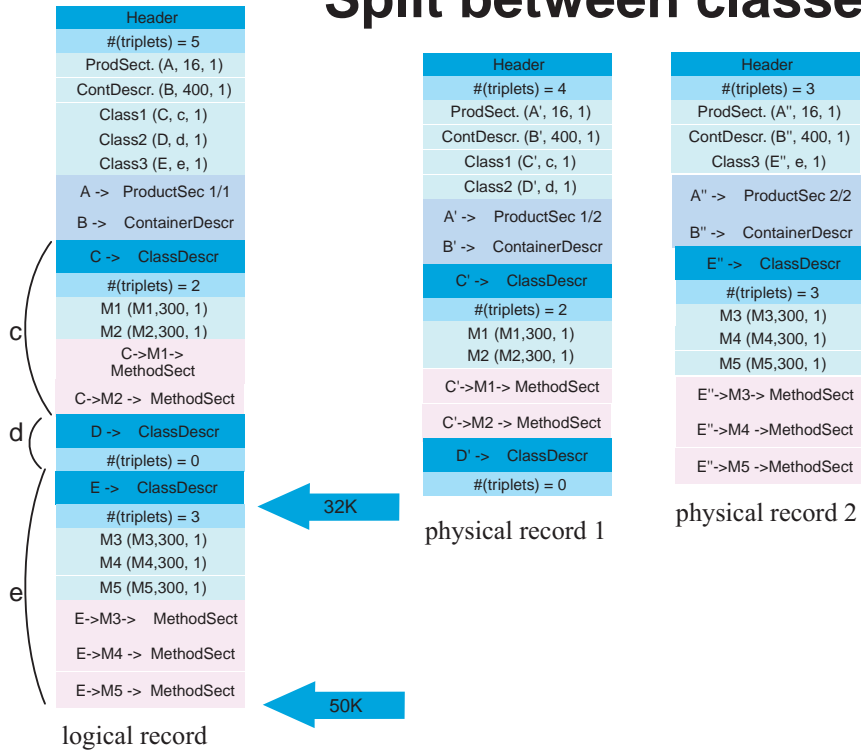 Split between classe
Header
#(triplets) = 5
ProdSect. (A, 16, 1)
ContDescr. (B, 400, 1)
Class1 (C, c, 1)
Class2 (D, d, 1)
Class3 (E, e, 1)
A -> ProductSec 1/1
B -> ContainerDescr
C -> ClassDescr
#(triplets) = 2
M1 (M1,300, 1)
M2 (M2,300, 1)
C->M1->
MethodSect
C->M2 -> MethodSect
D -> ClassDescr
#(triplets) = 0
E -> ClassDescr
#(triplets) = 3
M3 (M3,300, 1)
M4 (M4,300, 1)
M5 (M5,300, 1)
E->M3-> MethodSect
E->M4 -> MethodSect
E->M5 -> MethodSect
logical record
c
d
e
32K
50K
Header
#(triplets) = 4
ProdSect. (A', 16, 1)
ContDescr. (B', 400, 1)
Class1 (C', c, 1)
Class2 (D', d, 1)
A' -> ProductSec 1/2
B' -> ContainerDescr
C' -> ClassDescr
#(triplets) = 2
M1 (M1,300, 1)
M2 (M2,300, 1)
C'->M1-> MethodSect
C'->M2 -> MethodSect
D' -> ClassDescr
#(triplets) = 0
physical record 1
Header
#(triplets) = 3
ProdSect. (A", 16, 1)
ContDescr. (B", 400, 1)
Class3 (E", e, 1)
A" -> ProductSec 2/2
B" -> ContainerDescr
E" -> ClassDescr
#(triplets) = 3
M3 (M3,300, 1)
M4 (M4,300, 1)
M5 (M5,300, 1)
E"->M3-> MethodSect
E"->M4 ->MethodSect
E"->M5 ->MethodSect
physical record 2